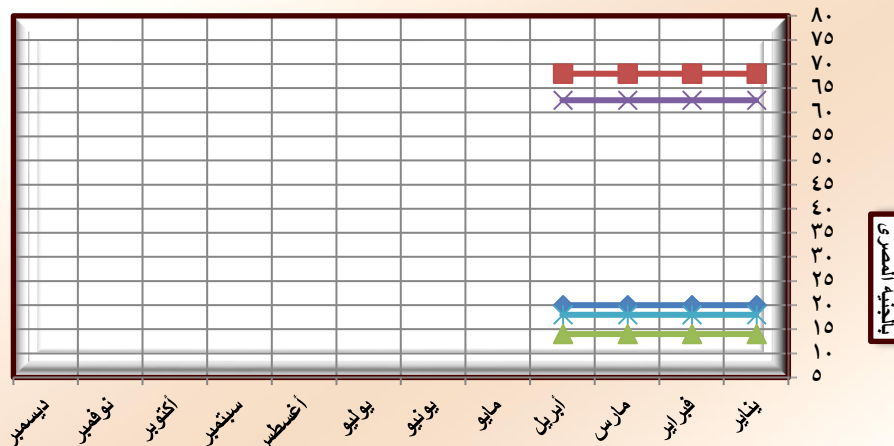 ٨٠
٧٥
٧٠
٦٥
٦٠
٥٥
٥٠
٤٥
٤٠
٣٥
٣٠
٢٥
٢٠
١٥
١٠
٥
بالجنيه المصرى
يناير
فبراير
مارس
أبريل
مايو
يونيو
يوليو
أغسطس
سبتمبر
أكتوبر
نوفمبر
ديسمبر